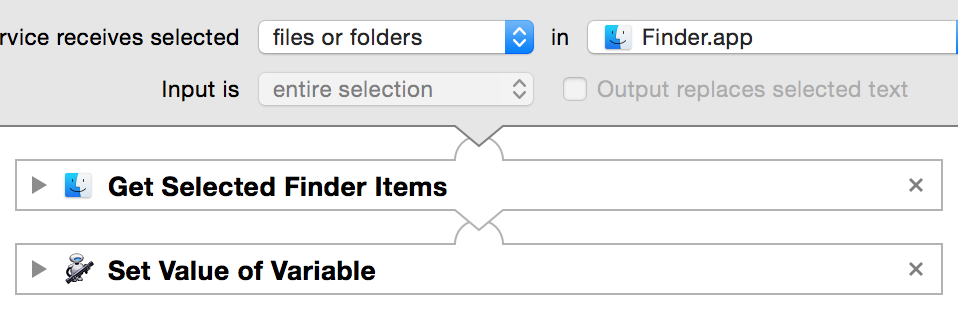 rvice receives selected files or folders in Finder.app
Input is entire selection Output replaces selected text
Get Selected Finder Items
Set Value of Variable